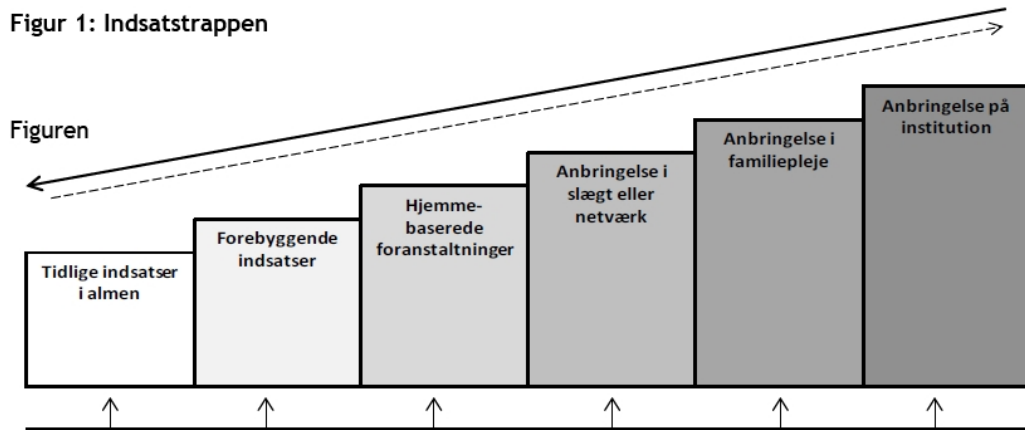 Figur 1: Indsatstrappen
Figuren
Tidlige indsatser
i almen
Forebyggende
indsatser
Hjemme-
baserede
foranstaltninger
Anbringelse i
slægt eller
netværk
Anbringelse i
familiepleje
Anbringelse på
institution